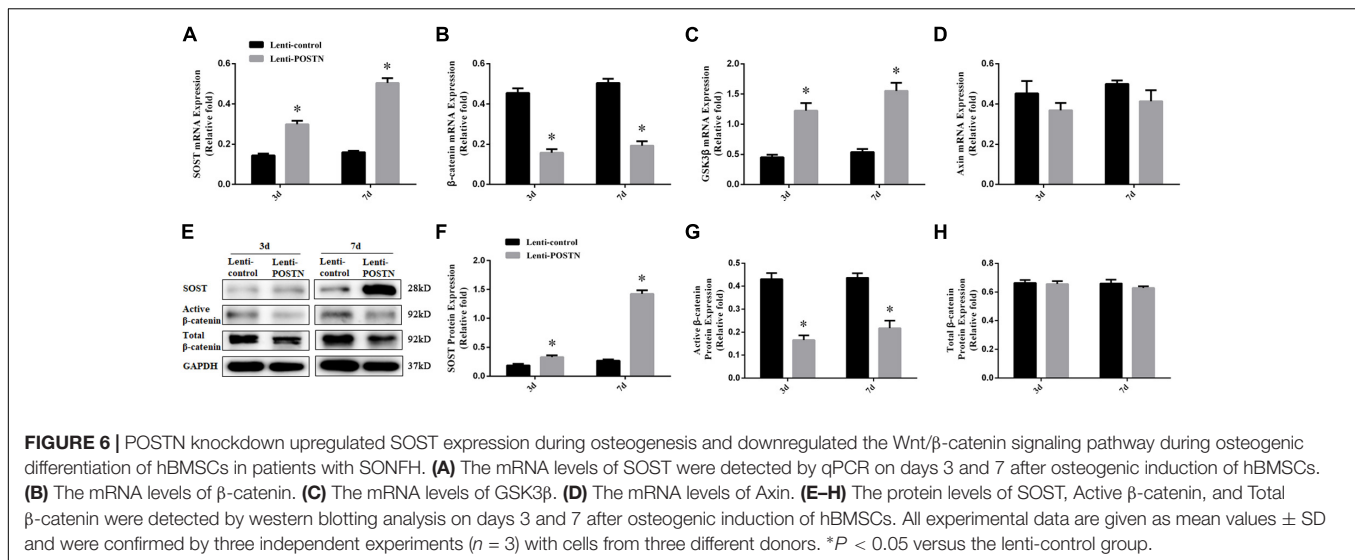 A
Lenti-control
Lenti-POSTN
SOST mRNA Expression
(Relative fold)
0.6
0.4
0.2
0.0
*
*
3d
7d
B
β-catenin mRNA Expression
(Relative fold)
0.6
0.4
0.2
0.0
*
*
3d
7d
C
GSK3β mRNA Expression
(Relative fold)
2.0
1.5
1.0
0.5
0.0
*
*
3d
7d
D
Axin mRNA Expression
(Relative fold)
0.6
0.4
0.2
0.0
3d
7d
E
3d
7d
Lenti-control
Lenti-POSTN
Lenti-control
Lenti-POSTN
SOST
28kD
Active β-catenin
92kD
Total β-catenin
92kD
GAPDH
37kD
F
Lenti-control
Lenti-POSTN
SOST Protein Expression
(Relative fold)
2.0
1.5
1.0
0.5
0.0
*
*
3d
7d
G
Active β-catenin
Protein Expression
(Relative fold)
0.5
0.4
0.3
0.2
0.1
0.0
*
*
3d
7d
H
Total β-catenin
Protein Expression
(Relative fold)
0.8
0.6
0.4
0.2
0.0
3d
7d
FIGURE 6 | POSTN knockdown upregulated SOST expression during osteogenesis and downregulated the Wnt/β-catenin signaling pathway during osteogenic
differentiation of hBMSCs in patients with SONFH. (A) The mRNA levels of SOST were detected by qPCR on days 3 and 7 after osteogenic induction of hBMSCs.
(B) The mRNA levels of β-catenin. (C) The mRNA levels of GSK3β. (D) The mRNA levels of Axin. (E–H) The protein levels of SOST, Active β-catenin, and Total
β-catenin were detected by western blotting analysis on days 3 and 7 after osteogenic induction of hBMSCs. All experimental data are given as mean values ± SD
and were confirmed by three independent experiments (n = 3) with cells from three different donors. *P < 0.05 versus the lenti-control group.